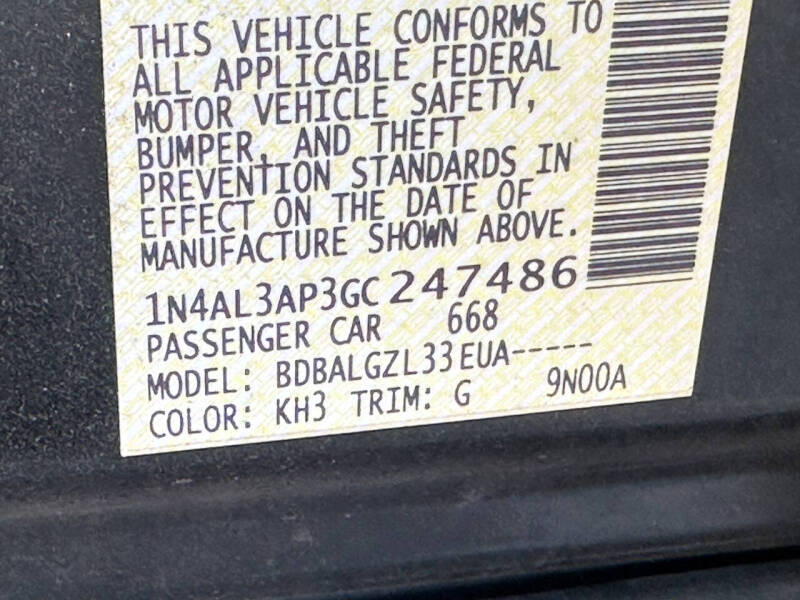 THIS VEHICLE CONFORMS TO
ALL APPLICABLE FEDERAL
MOTOR VEHICLE SAFETY,
BUMPER, AND THEFT
PREVENTION STANDARDS IN
EFFECT ON THE DATE OF
MANUFACTURE SHOWN ABOVE.
1N4AL3AP3GC247486
PASSENGER CAR 668
MODEL: BDBALGZL33EUA-----
COLOR: KH3 TRIM: G 9N00A